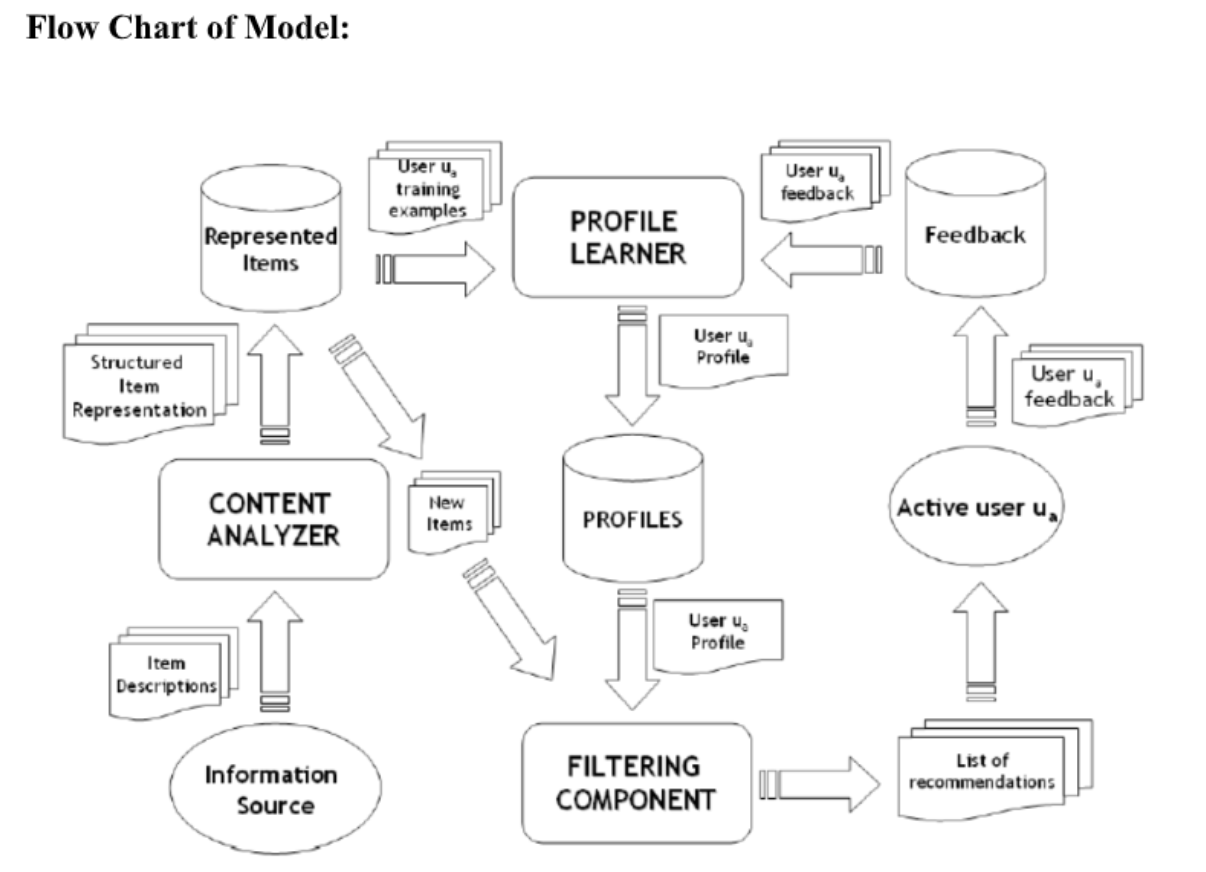 Flow Chart of Model:
User uₐ
training
examples
User uₐ
feedback
Represented
Items
PROFILE
LEARNER
Feedback
Structured
Item
Representation
User uₐ
Profile
User uₐ
feedback
CONTENT
ANALYZER
New
Items
PROFILES
Active user uₐ
Item
Descriptions
User uₐ
Profile
Information
Source
FILTERING
COMPONENT
List of
recommendations